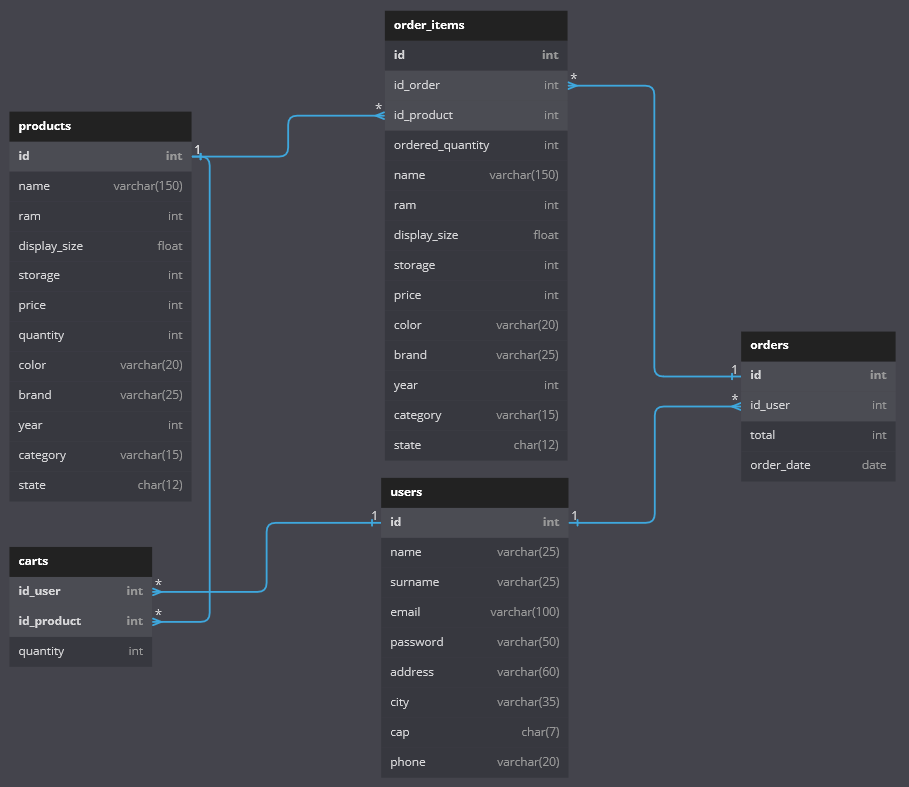 order_items
id int
id_order int
id_product int
ordered_quantity int
name varchar(150)
ram int
display_size float
storage int
price int
color varchar(20)
brand varchar(25)
year int
category varchar(15)
state char(12)
* *
products
id int
name varchar(150)
ram int
display_size float
storage int
price int
quantity int
color varchar(20)
brand varchar(25)
year int
category varchar(15)
state char(12)
1
orders
id int
id_user int
total int
order_date date
1
*
users
id int
name varchar(25)
surname varchar(25)
email varchar(100)
password varchar(50)
address varchar(60)
city varchar(35)
cap char(7)
phone varchar(20)
1 1
carts
id_user int
id_product int
quantity int
*
*